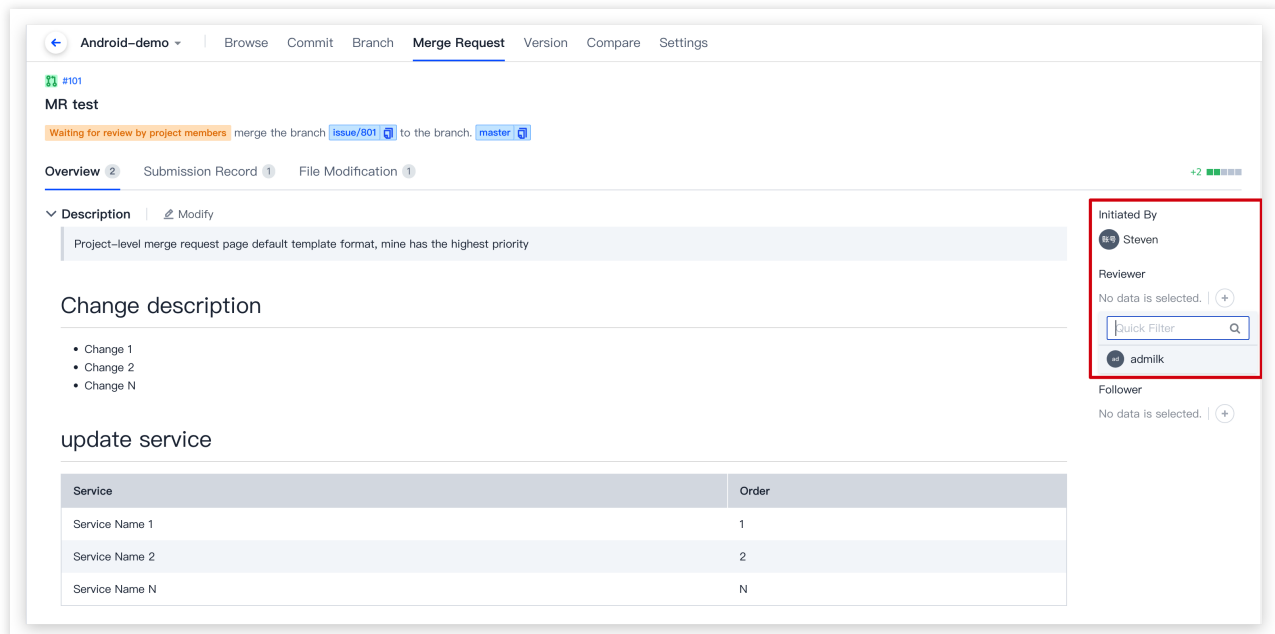 Android-demo Browse Commit Branch Merge Request Version Compare Settings
#101
MR test
Waiting for review by project members merge the branch issue/801 to the branch. master
Overview 2 Submission Record 1 File Modification 1 +2
Description Modify
Project-level merge request page default template format, mine has the highest priority
Change description
• Change 1
• Change 2
• Change N
update service
Service Order
Service Name 1 1
Service Name 2 2
Service Name N N
Initiated By
账号 Steven
Reviewer
No data is selected.
Quick Filter
ad admilk
Follower
No data is selected.